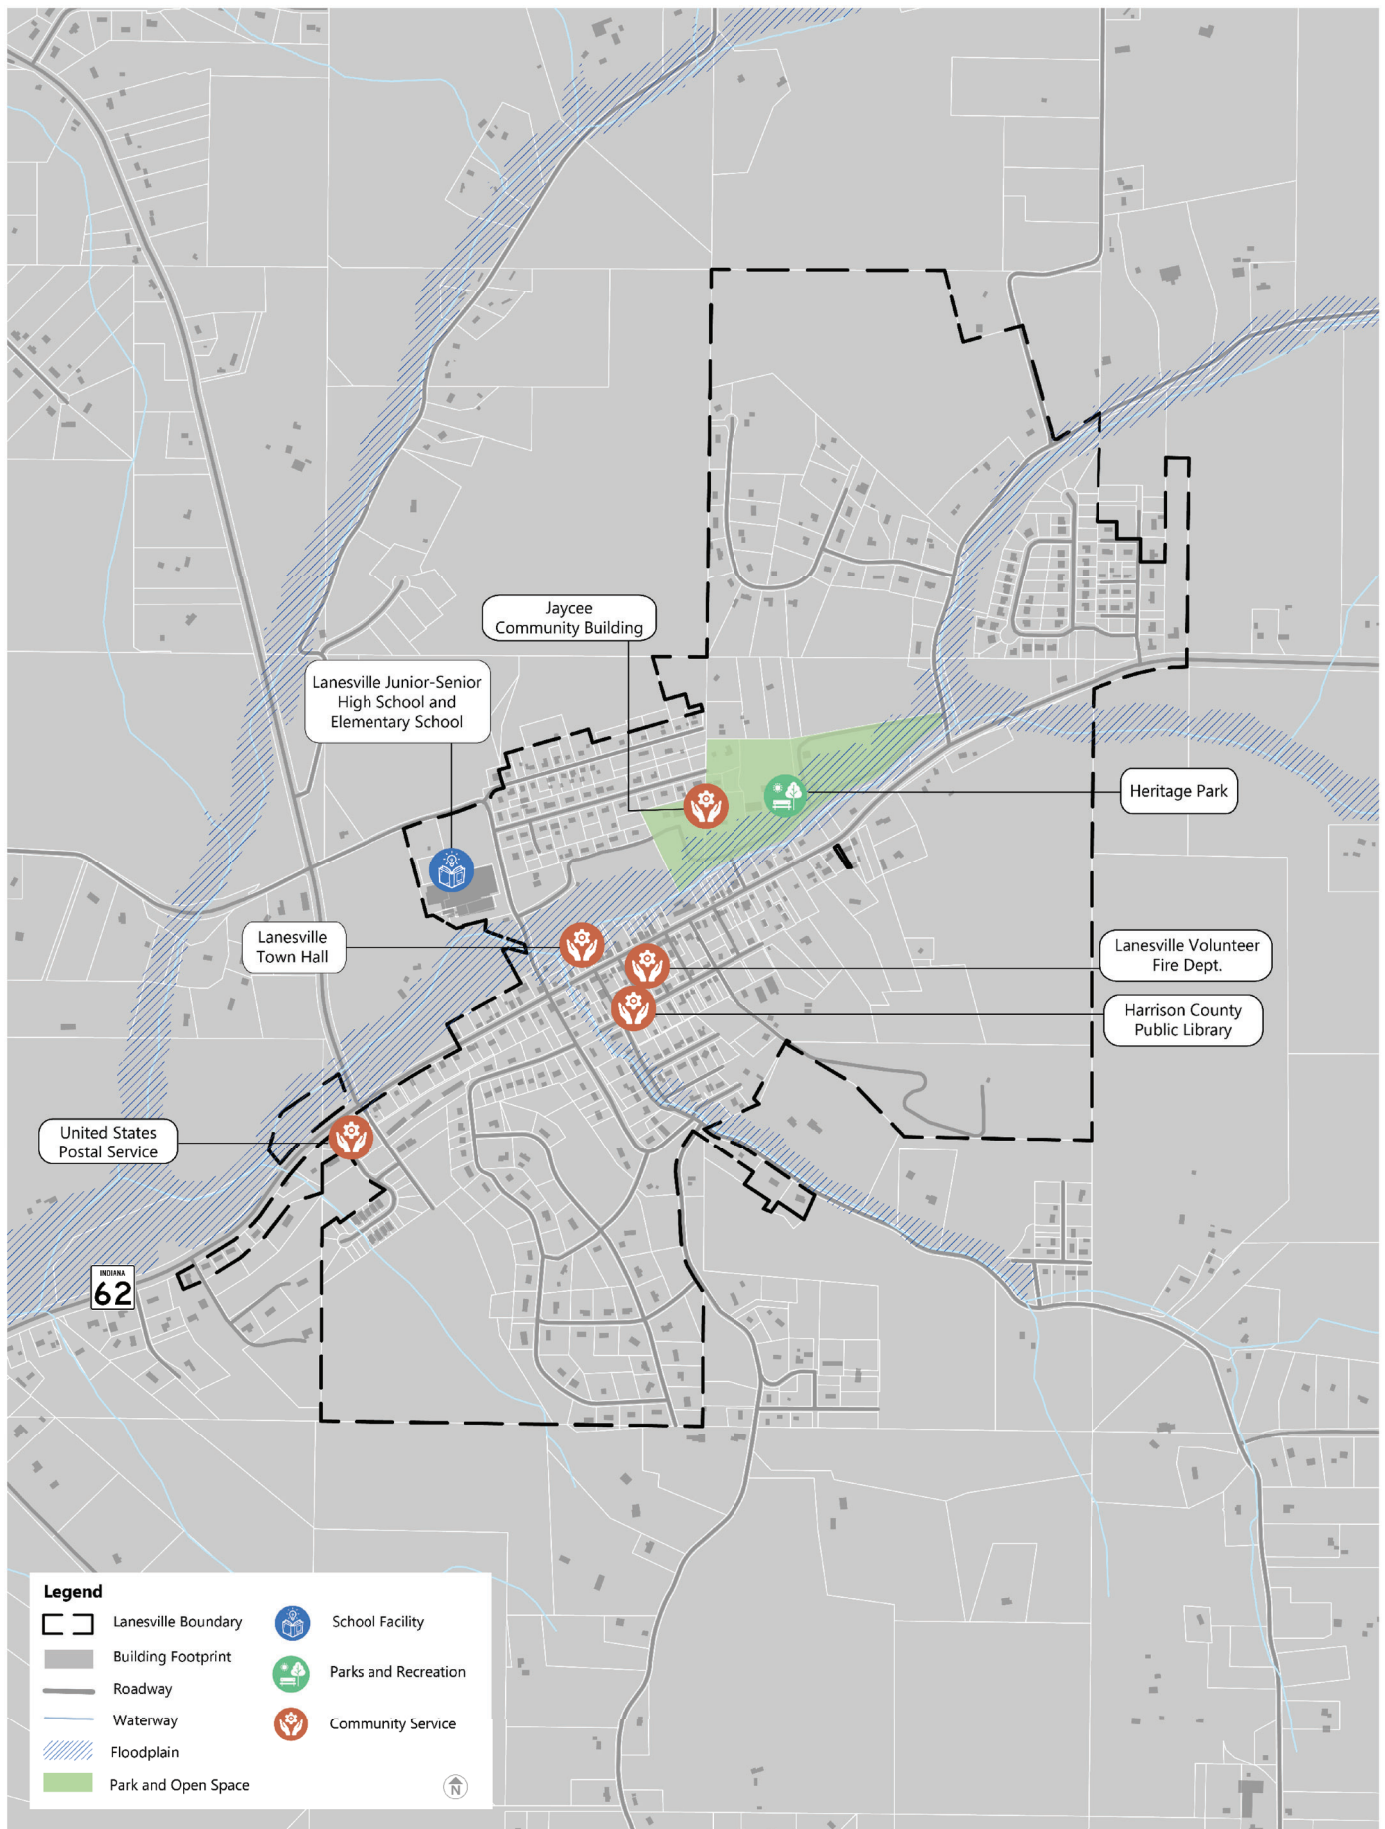 Jaycee
Community Building
Lanesville Junior-Senior
High School and
Elementary School
Heritage Park
Lanesville
Town Hall
Lanesville Volunteer
Fire Dept.
Harrison County
Public Library
United States
Postal Service
INDIANA
62
Legend
Lanesville Boundary
Building Footprint
Roadway
Waterway
Floodplain
Park and Open Space
School Facility
Parks and Recreation
Community Service
N